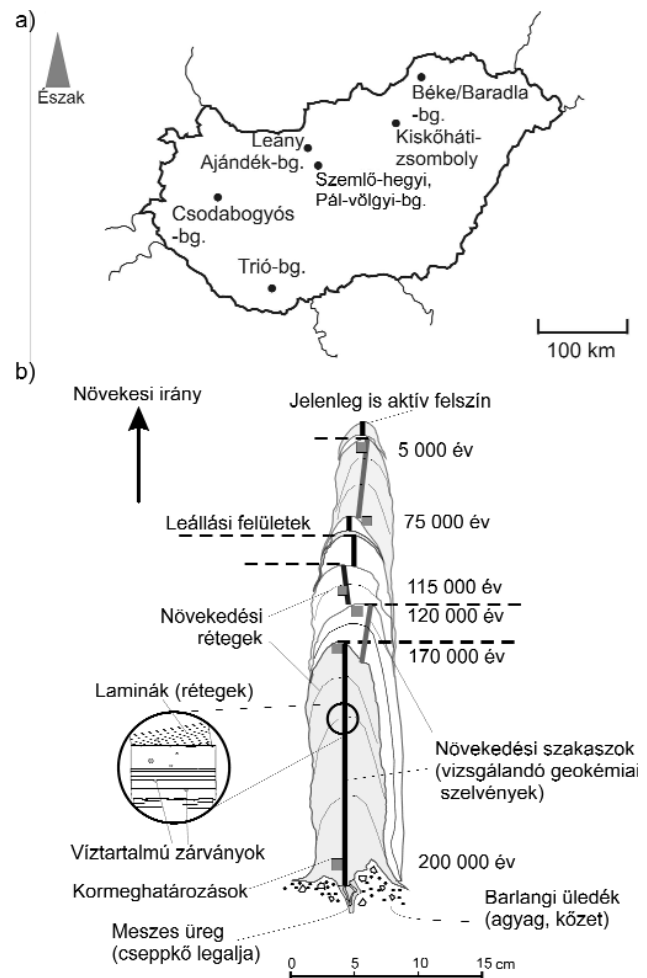 a)
Észak
Béke/Baradla
-bg.
Kiskőháti-
zsomboly
Leány
Ajándék-bg.
Szemlő-hegyi,
Pál-völgyi-bg.
Csodabogyós
-bg.
Trió-bg.
100 km
b)
Növekesi irány
Jelenleg is aktív felszín
5 000 év
75 000 év
Leállási felületek
115 000 év
Növekedési
rétegek
120 000 év
170 000 év
Laminák (rétegek)
Növekedési szakaszok
(vizsgálandó geokémiai
szelvények)
Víztartalmú zárványok
200 000 év
Kormeghatározások
Barlangi üledék
(agyag, kőzet)
Meszes üreg
(cseppkő legalja)
0 5 10 15 cm